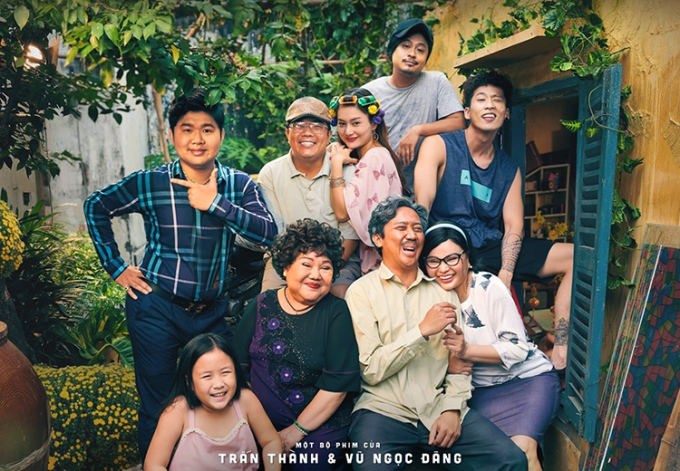 MỘT BỘ PHIM CỦA
TRẤN THÀNH & VŨ NGỌC ĐÃNG